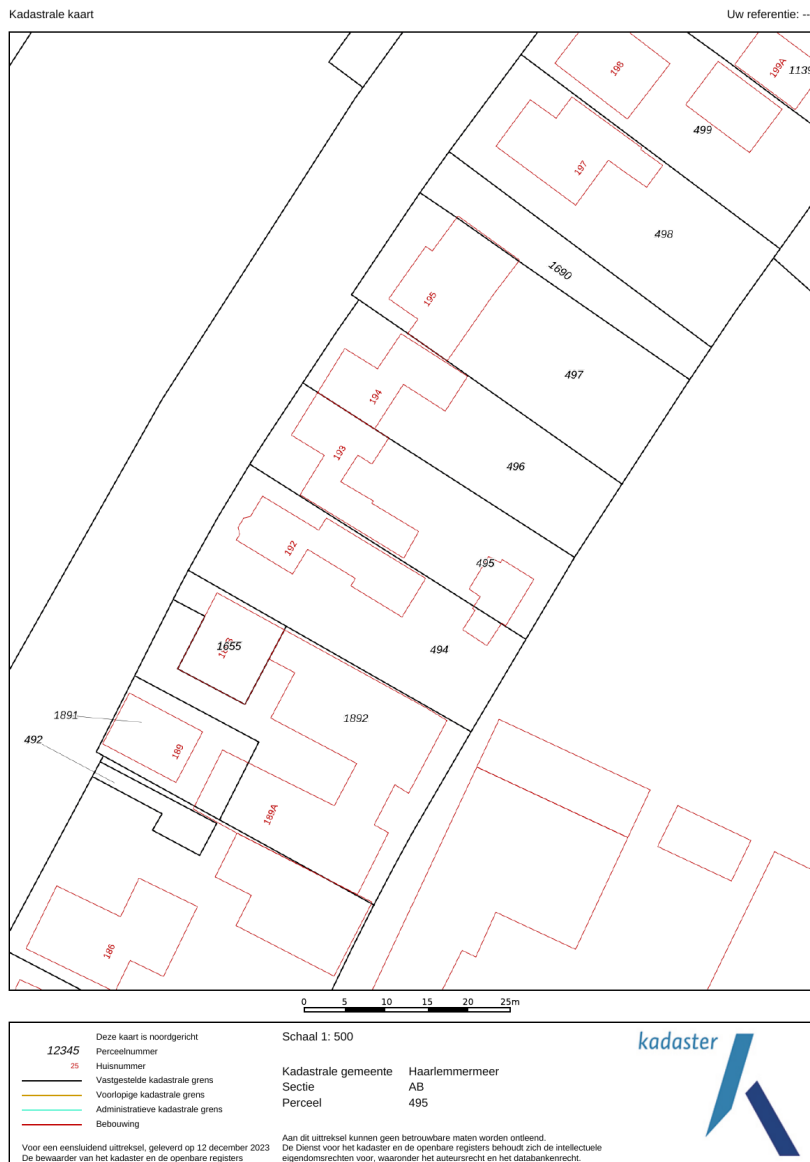 Kadastrale kaart
Uw referentie: --
198
199A
1139
499
197
498
1690
195
497
194
496
193
192
495
494
1655
1892
1891
492
189
189A
186
0 5 10 15 20 25m
Deze kaart is noordgericht
12345 Perceelnummer
25 Huisnummer
Vastgestelde kadastrale grens
Voorlopige kadastrale grens
Administratieve kadastrale grens
Bebouwing
Voor een eensluidend uittreksel, geleverd op 12 december 2023
De bewaarder van het kadaster en de openbare registers
Schaal 1: 500
Kadastrale gemeente Haarlemmermeer
Sectie AB
Perceel 495
Aan dit uittreksel kunnen geen betrouwbare maten worden ontleend.
De Dienst voor het kadaster en de openbare registers behoudt zich de intellectuele
eigendomsrechten voor, waaronder het auteursrecht en het databankenrecht.
kadaster